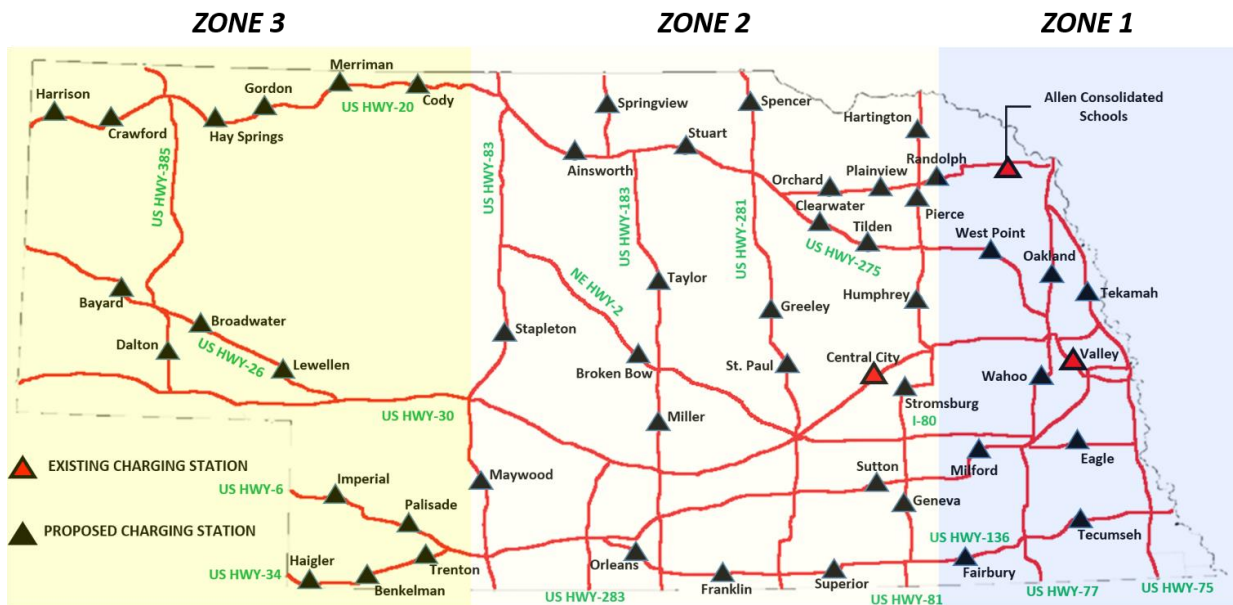 ZONE 3
ZONE 2
ZONE 1
Merriman
Harrison
Gordon
US HWY-20
Cody
Crawford
Hay Springs
Springview
Spencer
Hartington
Allen Consolidated
Schools
Stuart
Ainsworth
Randolph
Orchard
Plainview
Clearwater
Pierce
Tilden
West Point
US HWY-385
US HWY-83
US HWY-183
US HWY-281
US HWY-275
Oakland
Bayard
Broadwater
NE HWY-2
Taylor
Greeley
Humphrey
Tekamah
Dalton
US HWY-26
Lewellen
Stapleton
Broken Bow
St. Paul
Central City
Valley
Wahoo
Stromsburg
US HWY-30
Miller
I-80
EXISTING CHARGING STATION
Maywood
Sutton
Milford
Eagle
US HWY-6
Imperial
Geneva
PROPOSED CHARGING STATION
Palisade
US HWY-136
Tecumseh
US HWY-34
Haigler
Trenton
Benkelman
Orleans
Franklin
Superior
Fairbury
US HWY-283
US HWY-81
US HWY-77
US HWY-75